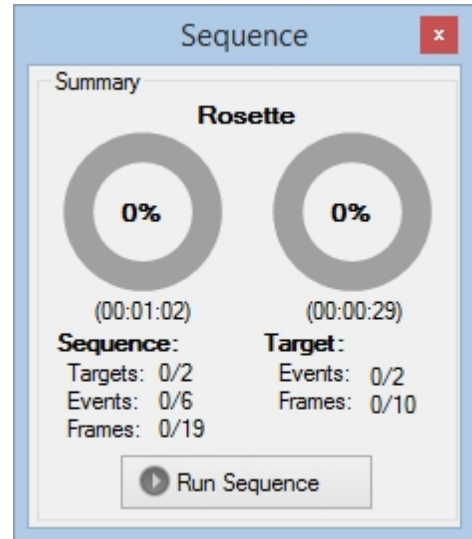 Sequence
x
Summary
Rosette
0% 0%
(00:01:02) (00:00:29)
Sequence: Target:
Targets: 0/2 Events: 0/2
Events: 0/6 Frames: 0/10
Frames: 0/19
Run Sequence